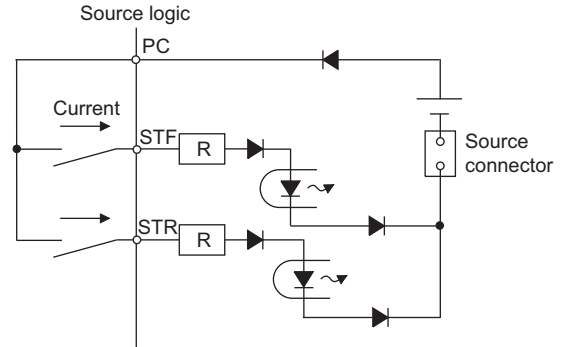 Source logic
PC
Current
STF
R
Source
connector
STR
R